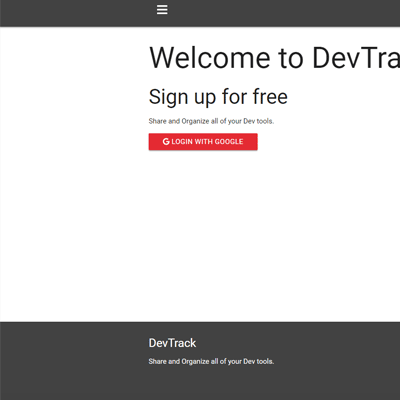 Welcome to DevTra
Sign up for free
Share and Organize all of your Dev tools.
LOGIN WITH GOOGLE
DevTrack
Share and Organize all of your Dev tools.